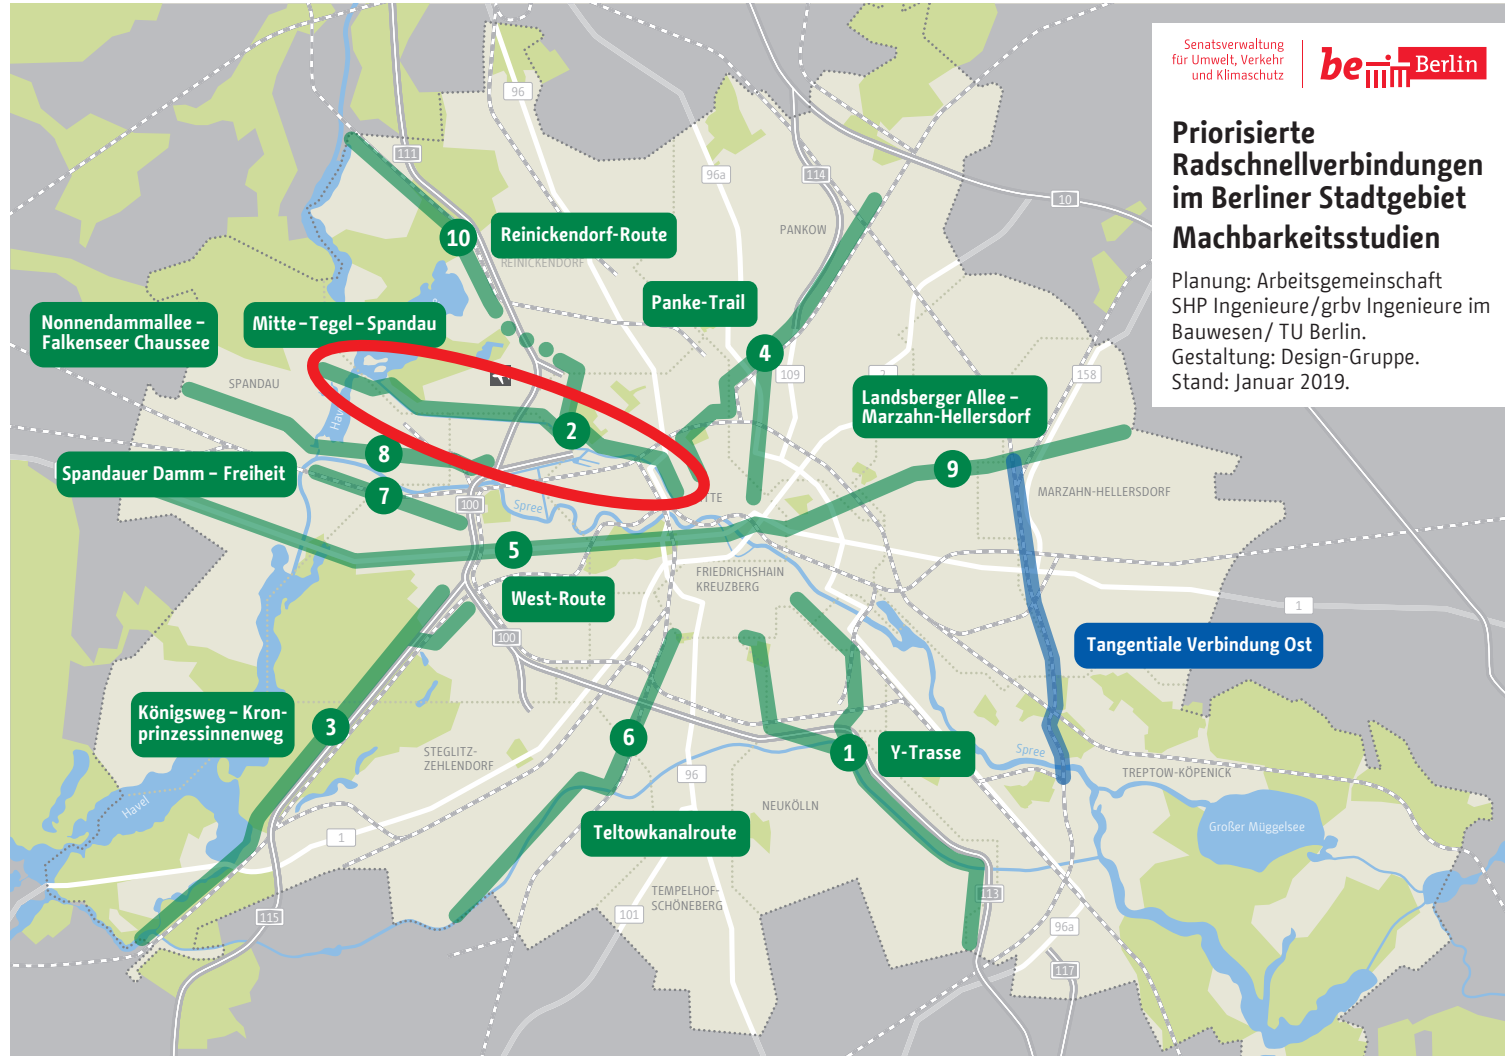 Senatsverwaltung
für Umwelt, Verkehr
und Klimaschutz
be Berlin
Priorisierte
Radschnellverbindungen
im Berliner Stadtgebiet
Machbarkeitsstudien
Planung: Arbeitsgemeinschaft
SHP Ingenieure/grbv Ingenieure im
Bauwesen/ TU Berlin.
Gestaltung: Design-Gruppe.
Stand: Januar 2019.
96
111
96a
114
10
PANKOW
10
Reinickendorf-Route
REINICKENDORF
Panke-Trail
Nonnendammallee –
Falkenseer Chaussee
Mitte – Tegel – Spandau
4
109
2
158
SPANDAU
Havel
Landsberger Allee –
Marzahn-Hellersdorf
2
8
9
Spandauer Damm – Freiheit
7
100
Spree
MARZAHN-HELLERSDORF
5
FRIEDRICHSHAIN
KREUZBERG
West-Route
1
100
Tangentiale Verbindung Ost
Königsweg – Kron-
prinzessinnenweg
3
6
1
Y-Trasse
STEGLITZ-
ZEHLENDORF
Spree
96
TREPTOW-KÖPENICK
Havel
NEUKÖLLN
1
Teltowkanalroute
Großer Müggelsee
TEMPELHOF-
SCHÖNEBERG
113
115
101
96a
117